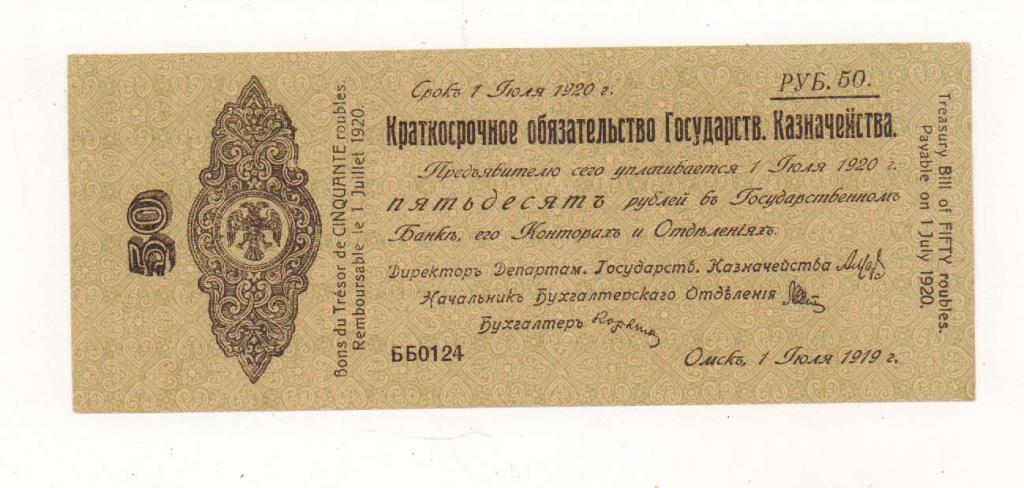 50
Bons du Trésor de CINQUANTE roubles.
Remboursable le 1 Juillet 1920.
Срокъ 1 Іюля 1920 г.
РУБ. 50.
Краткосрочное обязательство Государств. Казначейства.
Предъявителю сего уплачивается 1 Іюля 1920 г.
пятьдесятъ рублей въ Государственномъ
Банкѣ, его Конторахъ и Отдѣленіяхъ.
Директоръ Департам. Государств. Казначейства
Начальникъ Бухгалтерскаго Отдѣленія
Бухгалтеръ
ББ0124
Омскъ, 1 Іюля 1919 г.
Treasury Bill of FIFTY roubles.
Payable on 1 July 1920.